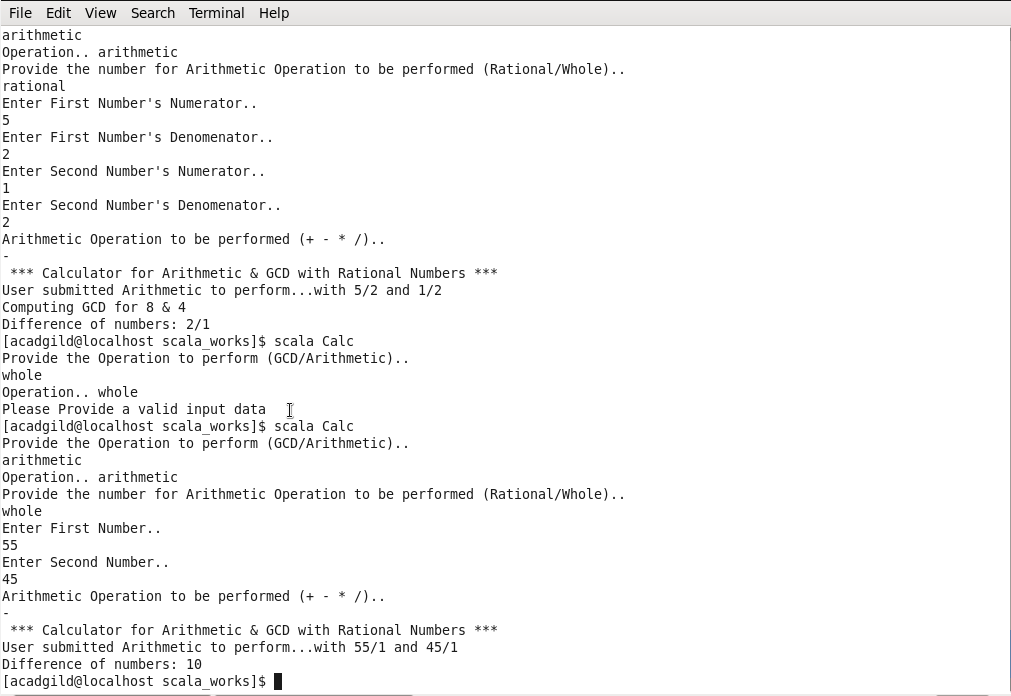 File Edit View Search Terminal Help
arithmetic
Operation.. arithmetic
Provide the number for Arithmetic Operation to be performed (Rational/Whole)..
rational
Enter First Number's Numerator..
5
Enter First Number's Denomenator..
2
Enter Second Number's Numerator..
1
Enter Second Number's Denomenator..
2
Arithmetic Operation to be performed (+ - * /)..
-
 *** Calculator for Arithmetic & GCD with Rational Numbers ***
User submitted Arithmetic to perform...with 5/2 and 1/2
Computing GCD for 8 & 4
Difference of numbers: 2/1
[acadgild@localhost scala_works]$ scala Calc
Provide the Operation to perform (GCD/Arithmetic)..
whole
Operation.. whole
Please Provide a valid input data
[acadgild@localhost scala_works]$ scala Calc
Provide the Operation to perform (GCD/Arithmetic)..
arithmetic
Operation.. arithmetic
Provide the number for Arithmetic Operation to be performed (Rational/Whole)..
whole
Enter First Number..
55
Enter Second Number..
45
Arithmetic Operation to be performed (+ - * /)..
-
 *** Calculator for Arithmetic & GCD with Rational Numbers ***
User submitted Arithmetic to perform...with 55/1 and 45/1
Difference of numbers: 10
[acadgild@localhost scala_works]$